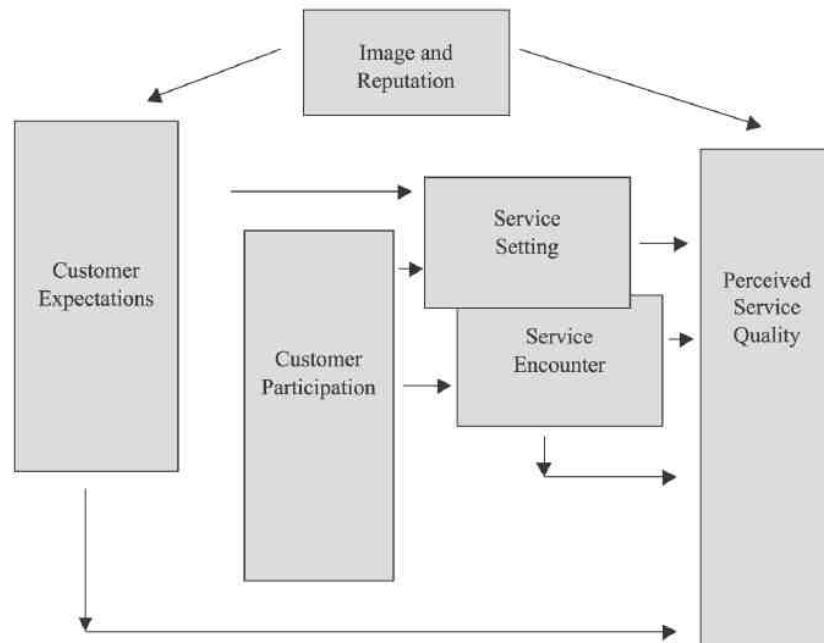 Image and
Reputation
Customer
Expectations
Customer
Participation
Service
Setting
Service
Encounter
Perceived
Service
Quality